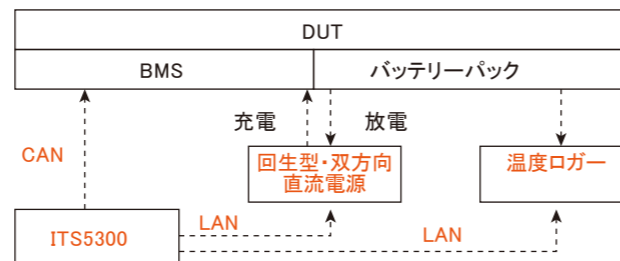 DUT
BMS
バッテリーパック
充電
放電
CAN
回生型・双方向
直流電源
温度ロガー
LAN
LAN
ITS5300